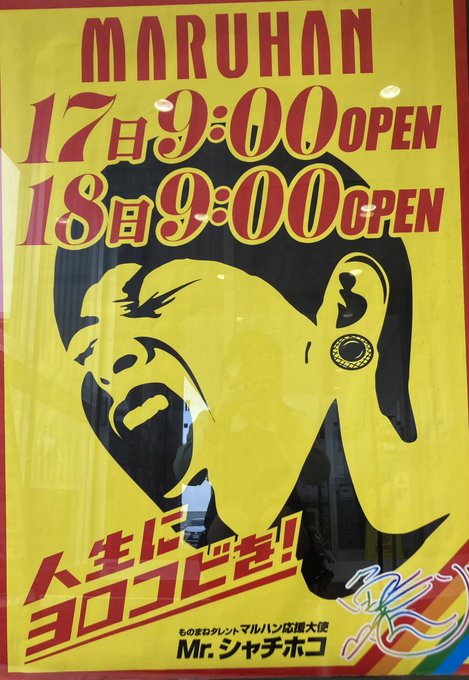 MARUHAN
17日9:00OPEN
18日9:00OPEN
人生に
ヨロコビを!
ものまねタレント マルハン応援大使
Mr.シャチホコ